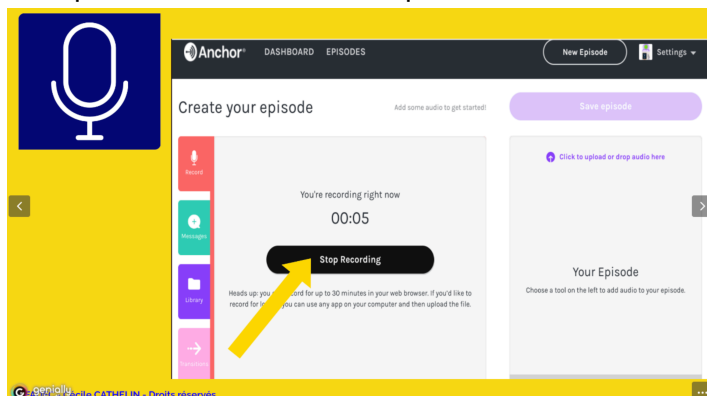 Anchor
DASHBOARD EPISODES
New Episode
Settings
Create your episode
Add some audio to get started!
Save episode
Record
Messages
Library
Transitions
You're recording right now
00:05
Stop Recording
Heads up: you record for up to 30 minutes in your web browser. If you'd like to
record for you can use any app on your computer and then upload the file.
Click to upload or drop audio here
Your Episode
Choose a tool on the left to add audio to your episode.
genially
Cécile CATHELIN - Droits réservés